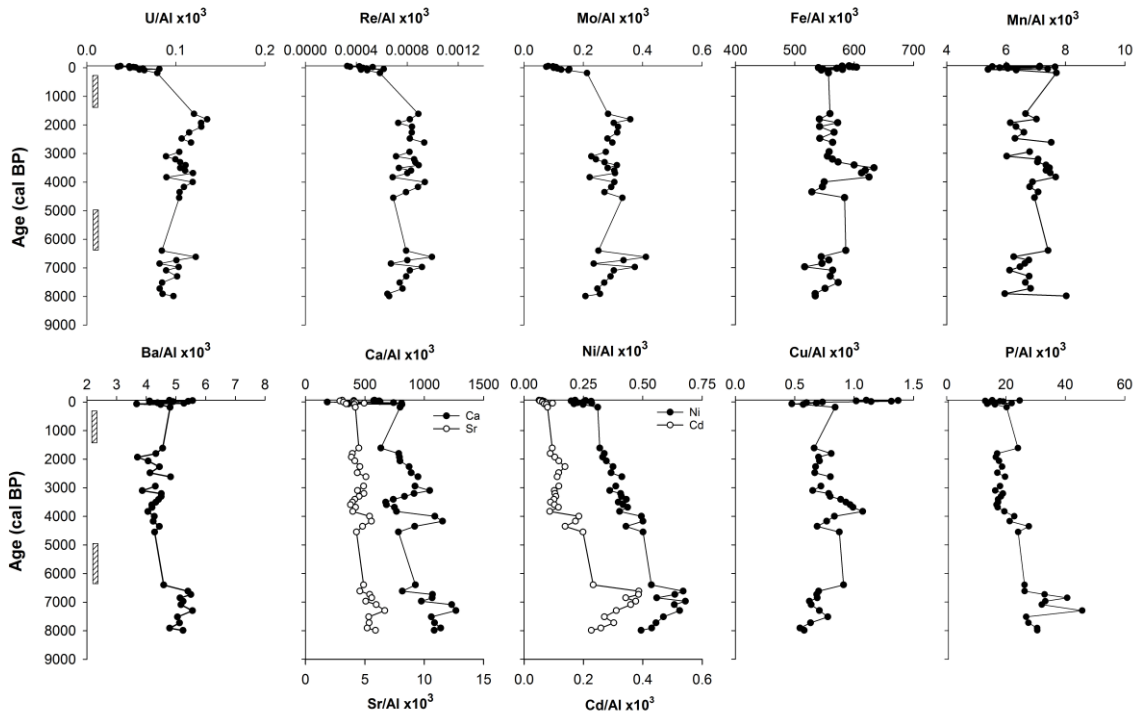 U/Al x10³ Re/Al x10³ Mo/Al x10³ Fe/Al x10³ Mn/Al x10³
0.0 0.1 0.2 0.0000 0.0004 0.0008 0.0012 0.0 0.2 0.4 0.6 400 500 600 700 4 6 8 10
0
1000
2000
3000
4000
5000
6000
7000
8000
9000
Age (cal BP)
Ba/Al x10³ Ca/Al x10³ Ni/Al x10³ Cu/Al x10³ P/Al x10³
2 3 4 5 6 7 8 0 500 1000 1500 0.00 0.25 0.50 0.75 0.0 0.5 1.0 1.5 0 20 40 60
0
1000
2000
3000
4000
5000
6000
7000
8000
9000
Age (cal BP)
Ca
Sr
Ni
Cd
0 5 10 15 0.0 0.2 0.4 0.6
Sr/Al x10³ Cd/Al x10³